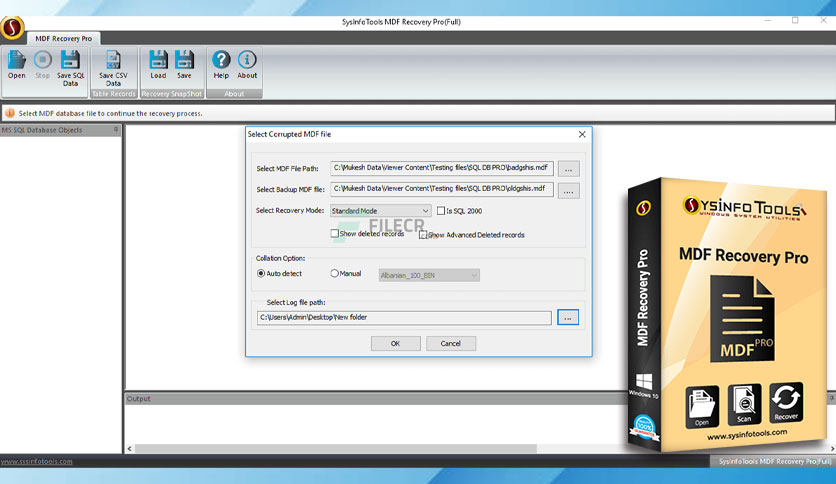 SysInfoTools MDF Recovery Pro(Full)
MDF Recovery Pro
Open
Stop
Save SQL Data
Save CSV Data
Load
Save
Help
About
Table Records
Recovery SnapShot
About
Select MDF database file to continue the recovery process.
MS SQL Database Objects
Select Corrupted MDF file
Select MDF File Path:
C:\Mukesh Data\Viewer Content\Testing files\SQL DB PRO\badgshis.mdf
...
Select Backup MDF file:
C:\Mukesh Data\Viewer Content\Testing files\SQL DB PRO\oldgshis.mdf
....
Select Recovery Mode:
Standard Mode
Is SQL 2000
FILECR
Show deleted records
Show Advanced Deleted records
Collation Option:
Auto detect
Manual
Albanian_100_BIN
Select Log file path:
C:\Users\Admin\Desktop\New folder
...
OK
Cancel
Output
www.sysinfotools.com
SysInfoTools MDF Recovery Pro(Full)
SYSINFOTOOLS
WINDOWS SYSTEM UTILITIES
MDF Recovery Pro
MDF PRO
Open
Scan
Recover
www.sysinfotools.com
MDF Recovery Pro
Windows 10
100%